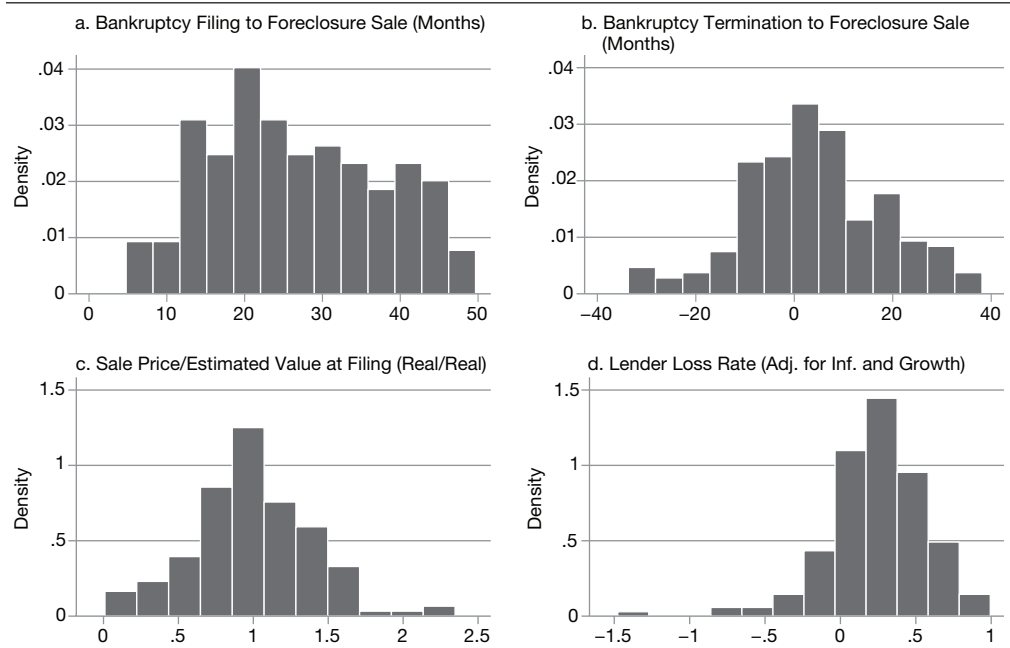 a. Bankruptcy Filing to Foreclosure Sale (Months)
.04
.03
.02
.01
0
Density
0 10 20 30 40 50
b. Bankruptcy Termination to Foreclosure Sale
(Months)
.04
.03
.02
.01
0
Density
–40 –20 0 20 40
c. Sale Price/Estimated Value at Filing (Real/Real)
1.5
1
.5
0
Density
0 .5 1 1.5 2 2.5
d. Lender Loss Rate (Adj. for Inf. and Growth)
1.5
1
.5
0
Density
–1.5 –1 –.5 0 .5 1